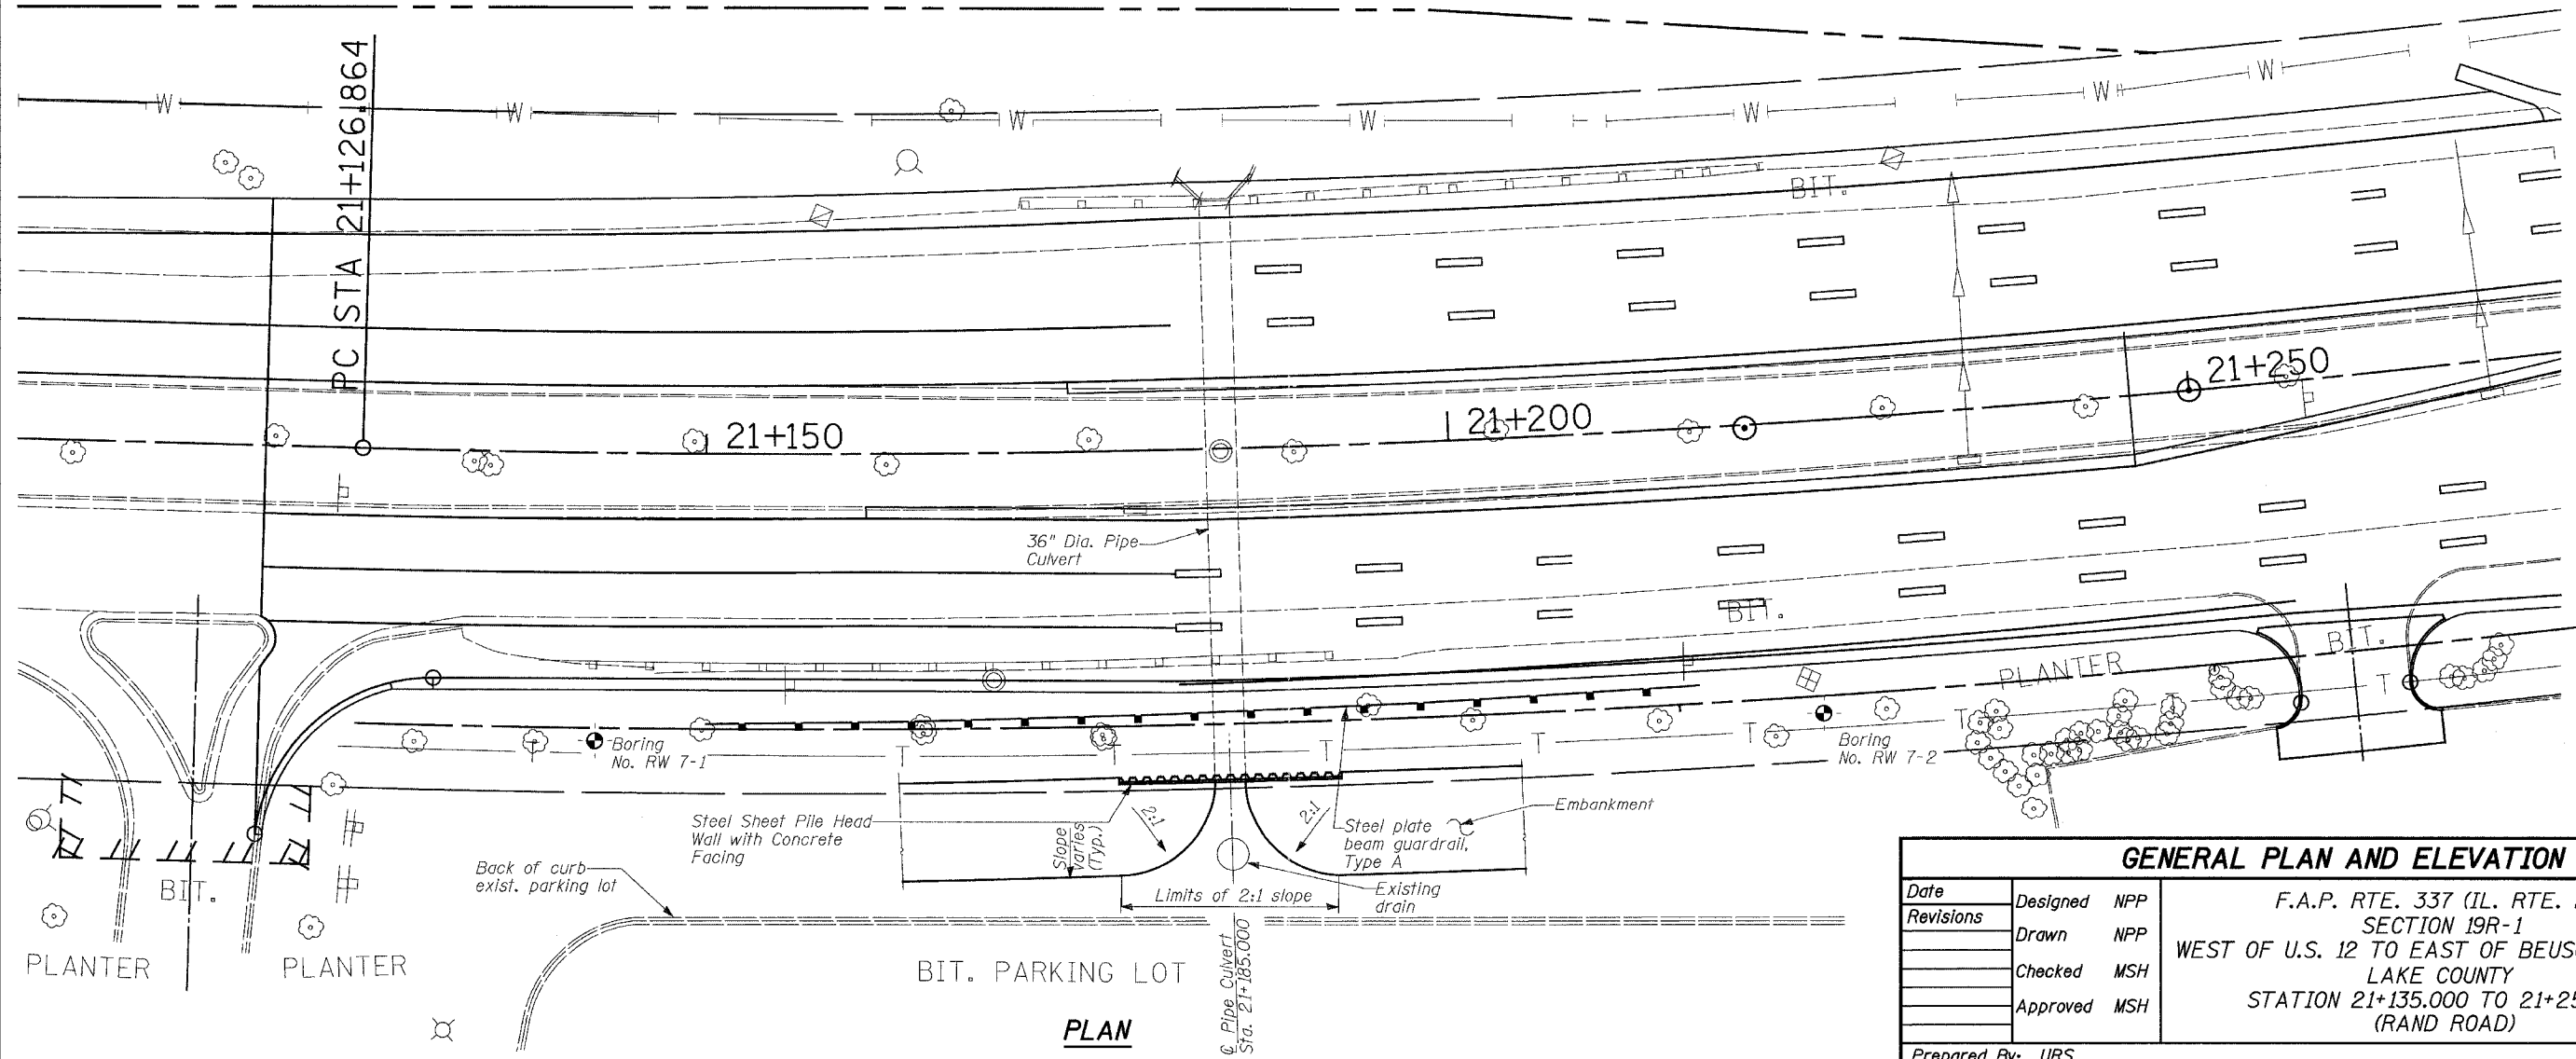 PC STA 21+126.864
W
W
W
W
W
W
W
BIT.
21+150
21+200
21+250
36" Dia. Pipe
Culvert
BIT.
BIT.
PLANTER
T
T
T
T
T
T
T
T
Boring
No. RW 7-1
Boring
No. RW 7-2
Steel Sheet Pile Head
Wall with Concrete
Facing
2:1
2:1
Slope
varies
(Typ.)
Steel plate
beam guardrail,
Type A
Embankment
Back of curb
exist. parking lot
Limits of 2:1 slope
Existing
drain
BIT.
PLANTER
PLANTER
BIT. PARKING LOT
℄ Pipe Culvert
Sta. 21+185.000
PLAN
GENERAL PLAN AND ELEVATION
Date
Revisions
Designed NPP
Drawn NPP
Checked MSH
Approved MSH
F.A.P. RTE. 337 (IL. RTE.
SECTION 19R-1
WEST OF U.S. 12 TO EAST OF BEUS
LAKE COUNTY
STATION 21+135.000 TO 21+25
(RAND ROAD)
Prepared By: URS